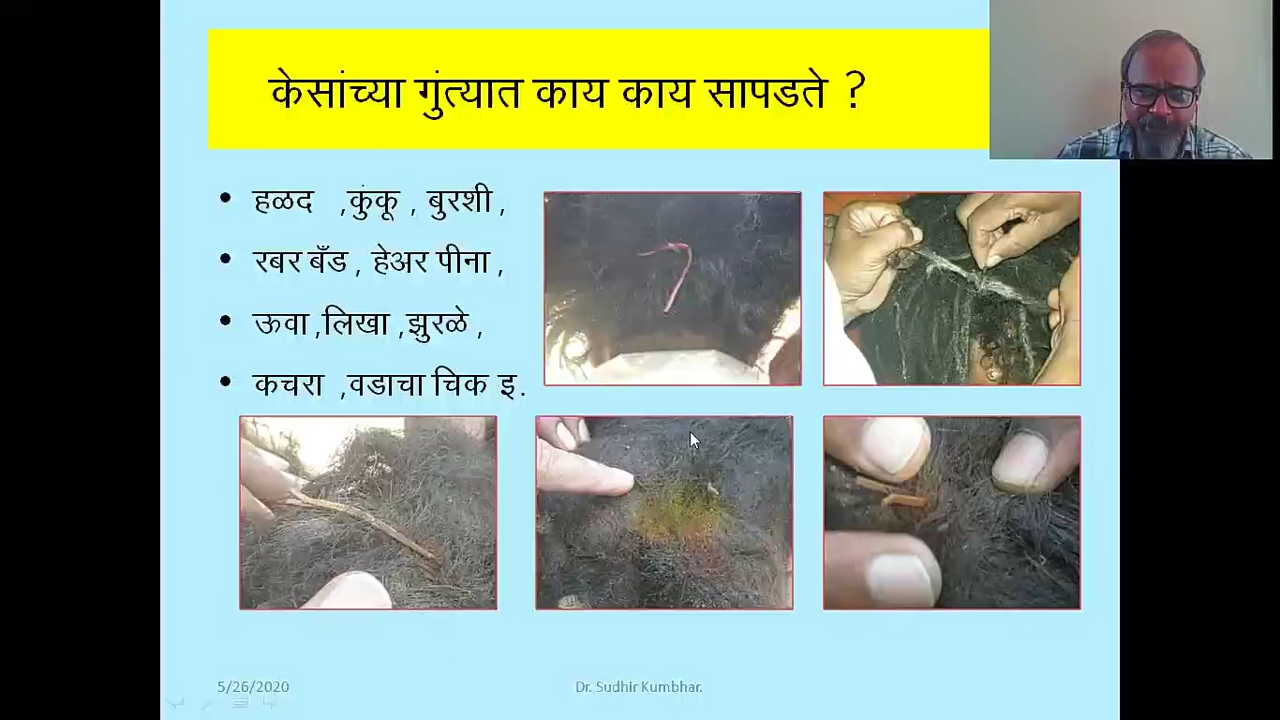 केसांच्या गुंत्यात काय काय सापडते ?
• हळद ,कुंकू , बुरशी ,
• रबर बँड , हेअर पीना ,
• ऊवा ,लिखा ,झुरळे ,
• कचरा ,वडाचा चिक इ.
5/26/2020
Dr. Sudhir Kumbhar.